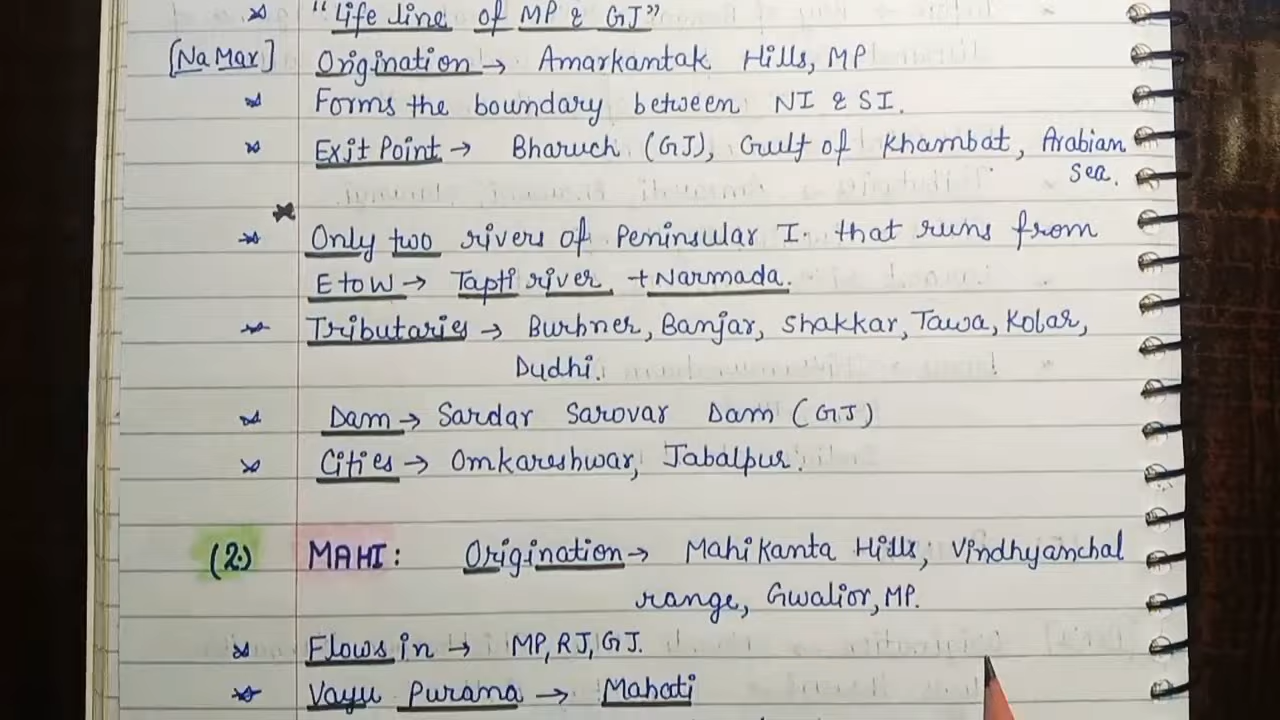 "Life line of MP & GJ"
[NaMar] Origination → Amarkantak Hills, MP
Forms the boundary between NI & SI.
Exit Point → Bharuch (GJ), Gulf of Khambat, Arabian
Sea.
Only two rivers of Peninsular I. that runs from
E to W → Tapti river + Narmada.
Tributaries → Burhner, Banjar, Shakkar, Tawa, Kolar,
Dudhi.
Dam → Sardar Sarovar Dam (GJ)
Cities → Omkareshwar, Jabalpur.
(2.) MAHI: Origination → Mahi Kanta Hills; Vindhyanchal
range, Gwalior, MP.
Flows in → MP, RJ, GJ.
Vayu Purana → Mahati